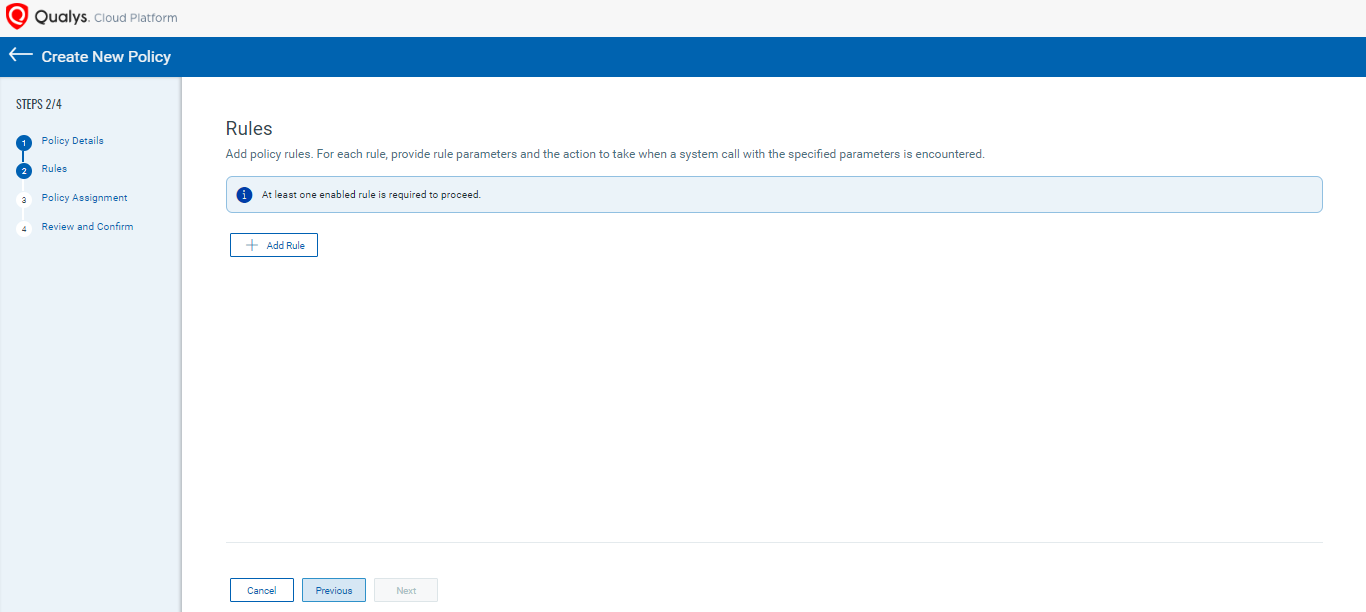 Qualys. Cloud Platform
Create New Policy
STEPS 2/4
1 Policy Details
2 Rules
3 Policy Assignment
4 Review and Confirm
Rules
Add policy rules. For each rule, provide rule parameters and the action to take when a system call with the specified parameters is encountered.
At least one enabled rule is required to proceed.
Add Rule
Cancel Previous Next